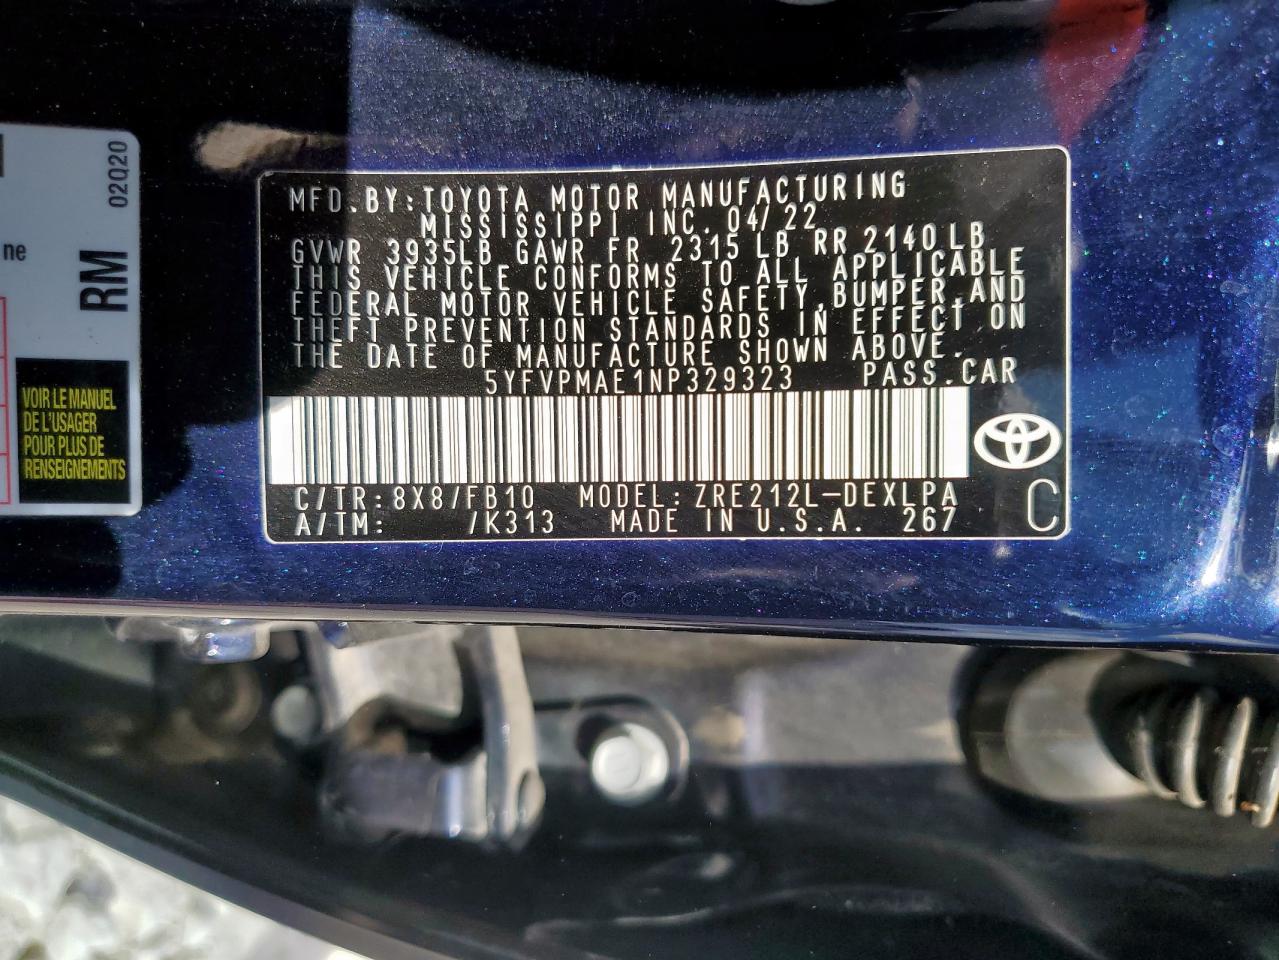 02Q20
ne
RM
VOIR LE MANUEL
DE L'USAGER
POUR PLUS DE
RENSEIGNEMENTS
MFD.BY:TOYOTA MOTOR MANUFACTURING
MISSISSIPPI INC. 04/22
GVWR 3935LB GAWR FR 2315 LB RR 2140 LB
THIS VEHICLE CONFORMS TO ALL APPLICABLE
FEDERAL MOTOR VEHICLE SAFETY,BUMPER,AND
THEFT PREVENTION STANDARDS IN EFFECT ON
THE DATE OF MANUFACTURE SHOWN ABOVE.
5YFVPMAE1NP329323 PASS.CAR
C/TR:8X8/FB10 MODEL:ZRE212L-DEXLPA
A/TM: /K313 MADE IN U.S.A. 267 C